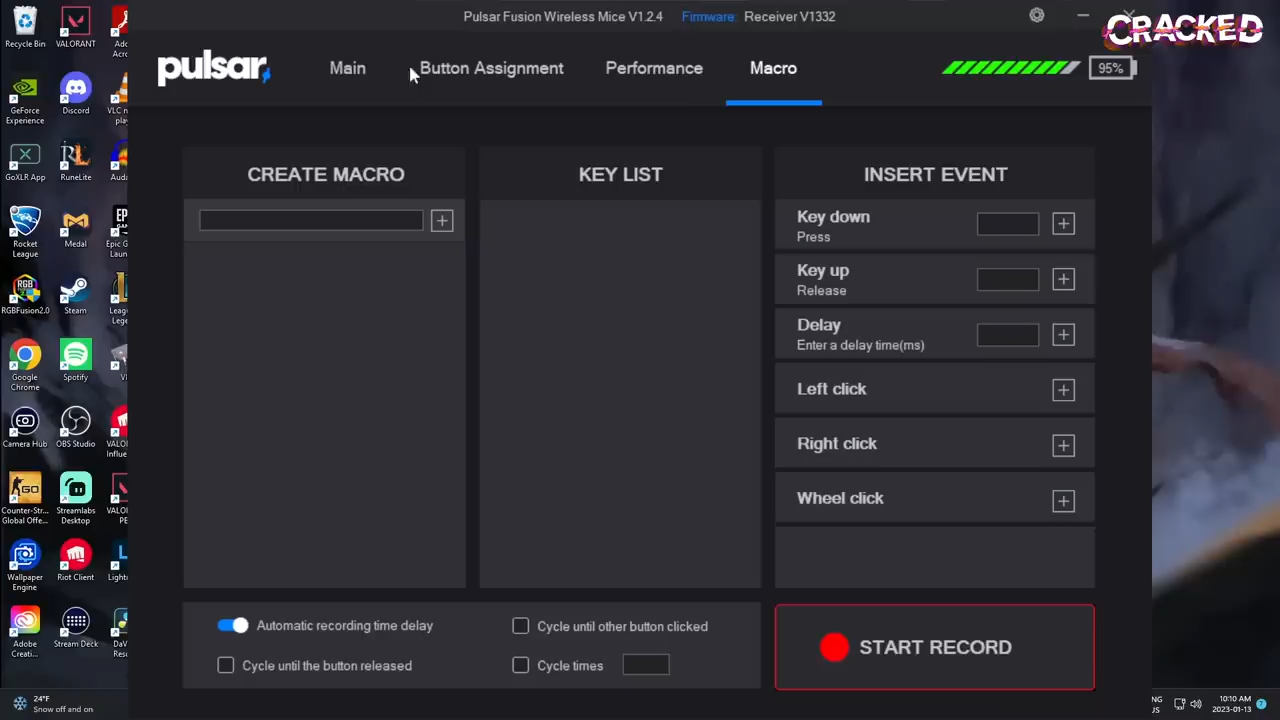 Pulsar Fusion Wireless Mice V1.2.4 Firmware: Receiver V1332
CRACKED
pulsar
Main
Button Assignment
Performance
Macro
95%
CREATE MACRO
KEY LIST
INSERT EVENT
Key down
Press
Key up
Release
Delay
Enter a delay time(ms)
Left click
Right click
Wheel click
Automatic recording time delay
Cycle until other button clicked
Cycle until the button released
Cycle times
START RECORD
Recycle Bin
VALORANT
GeForce
Experience
Discord
GoXLR App
RuneLite
Rocket
League
Medal
RGBFusion2.0
Steam
Google
Chrome
Spotify
Camera Hub
OBS Studio
Counter-Str...
Global Offe...
Streamlabs
Desktop
Wallpaper
Engine
Riot Client
Adobe
Creati...
Stream Deck
24°F
Snow off and on
10:10 AM
2023-01-13